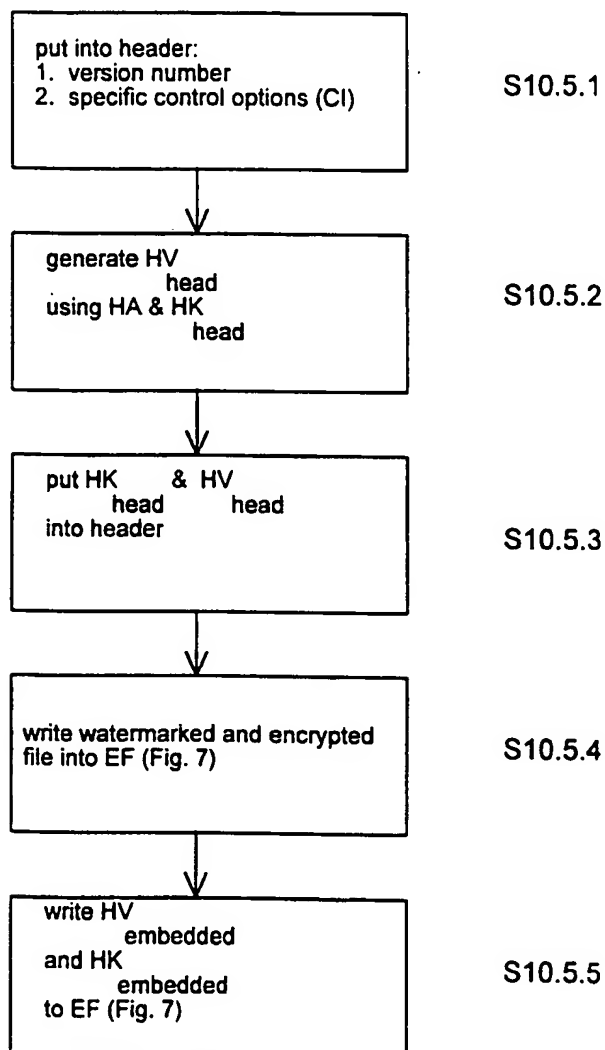 put into header:
1. version number
2. specific control options (CI)
S10.5.1
generate HV
head
using HA & HK
head
S10.5.2
put HK & HV
head head
into header
S10.5.3
write watermarked and encrypted
file into EF (Fig. 7)
S10.5.4
write HV
embedded
and HK
embedded
to EF (Fig. 7)
S10.5.5